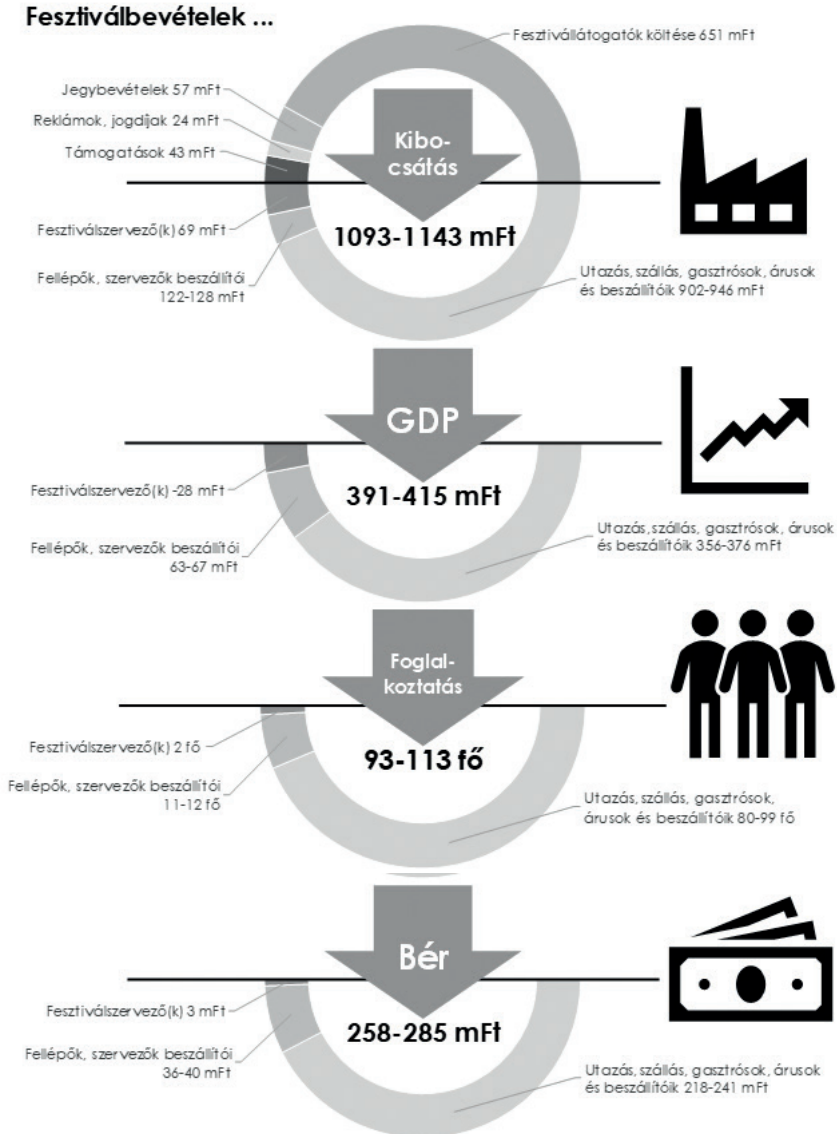 Fesztiválbevételek ...
Fesztivállátogatók költése 651 mFt
Jegybevételek 57 mFt
Reklámok, jogdíjak 24 mFt
Támogatások 43 mFt
Kibo-
csátás
1093-1143 mFt
Fesztiválszervező(k) 69 mFt
Fellépők, szervezők beszállítói
122-128 mFt
Utazás, szállás, gasztrósok, árusok
és beszállítóik 902-946 mFt
GDP
391-415 mFt
Fesztiválszervező(k) -28 mFt
Fellépők, szervezők beszállítói
63-67 mFt
Utazás, szállás, gasztrósok, árusok
és beszállítóik 356-376 mFt
Foglal-
koztatás
93-113 fő
Fesztiválszervező(k) 2 fő
Fellépők, szervezők beszállítói
11-12 fő
Utazás, szállás, gasztrósok,
árusok és beszállítóik 80-99 fő
Bér
258-285 mFt
Fesztiválszervező(k) 3 mFt
Fellépők, szervezők beszállítói
36-40 mFt
Utazás, szállás, gasztrósok, árusok
és beszállítóik 218-241 mFt